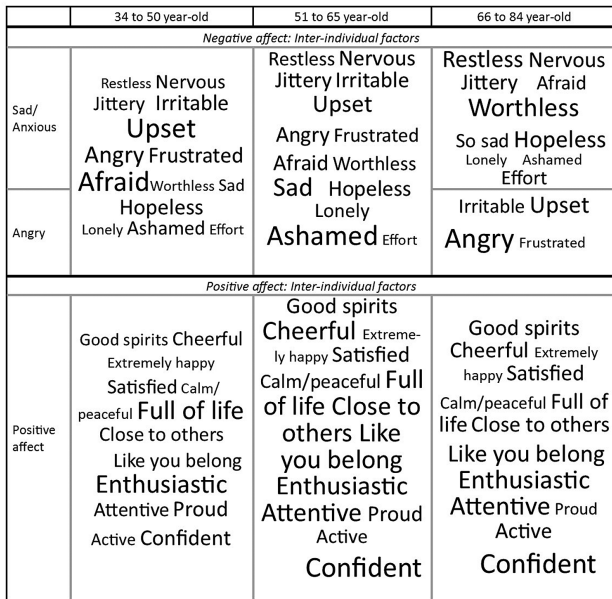 34 to 50 year-old
51 to 65 year-old
66 to 84 year-old
Negative affect: Inter-individual factors
Sad/
Anxious
Angry
Restless Nervous
Jittery Irritable
Upset
Angry Frustrated
Afraid Worthless Sad
Hopeless
Lonely Ashamed Effort
Restless Nervous
Jittery Irritable
Upset
Angry Frustrated
Afraid Worthless
Sad Hopeless
Lonely
Ashamed Effort
Restless Nervous
Jittery Afraid
Worthless
So sad Hopeless
Lonely Ashamed
Effort
Irritable Upset
Angry Frustrated
Positive affect: Inter-individual factors
Positive
affect
Good spirits Cheerful
Extremely happy
Satisfied Calm/
peaceful Full of life
Close to others
Like you belong
Enthusiastic
Attentive Proud
Active Confident
Good spirits
Cheerful Extreme-
ly happy Satisfied
Calm/peaceful Full
of life Close to
others Like
you belong
Enthusiastic
Attentive Proud
Active
Confident
Good spirits
Cheerful Extremely
happy Satisfied
Calm/peaceful Full of
life Close to others
Like you belong
Enthusiastic
Attentive Proud
Active
Confident